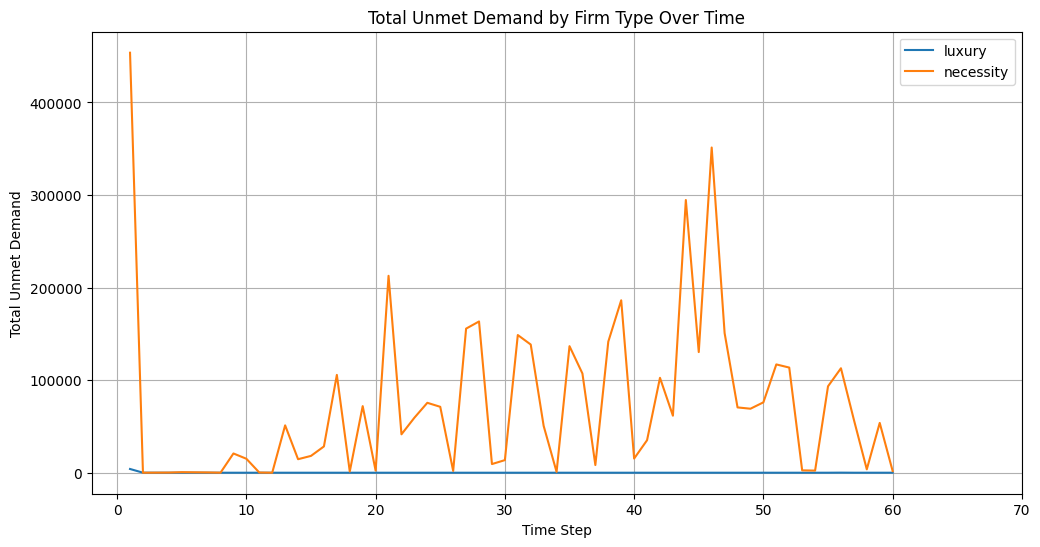 Total Unmet Demand by Firm Type Over Time
luxury
necessity
Total Unmet Demand
400000
300000
200000
100000
0
0 10 20 30 40 50 60 70
Time Step